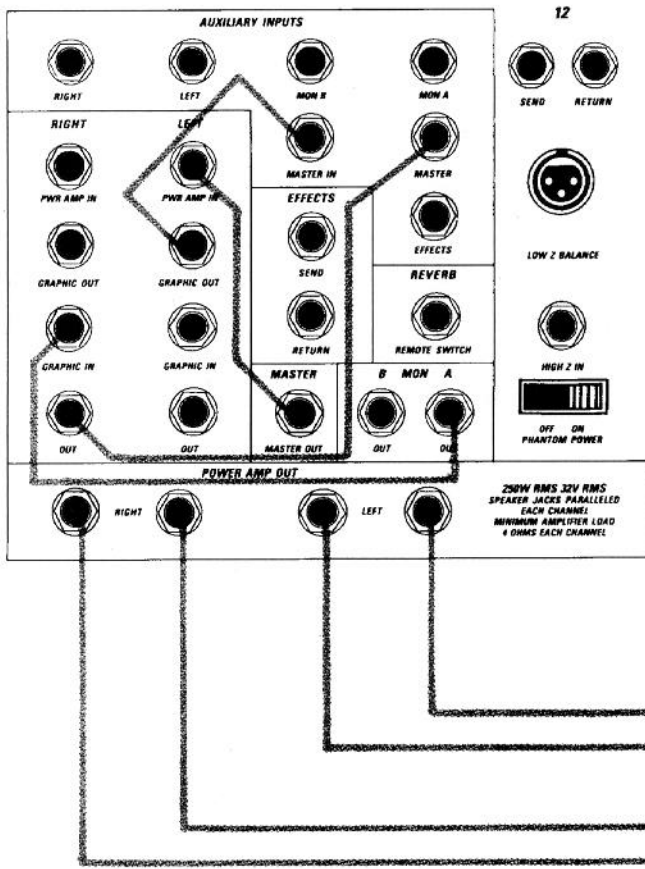 AUXILIARY INPUTS
12
RIGHT
LEFT
MON B
MON A
SEND
RETURN
RIGHT
LEFT
PWR AMP IN
PWR AMP IN
MASTER IN
MASTER
EFFECTS
EFFECTS
SEND
LOW Z BALANCE
REVERB
GRAPHIC OUT
GRAPHIC OUT
RETURN
REMOTE SWITCH
GRAPHIC IN
GRAPHIC IN
HIGH Z IN
MASTER
B MON A
OFF ON
PHANTOM POWER
OUT
OUT
MASTER OUT
OUT
OUT
POWER AMP OUT
RIGHT
LEFT
250W RMS 32V RMS
SPEAKER JACKS PARALLELED
EACH CHANNEL
MINIMUM AMPLIFIER LOAD
4 OHMS EACH CHANNEL